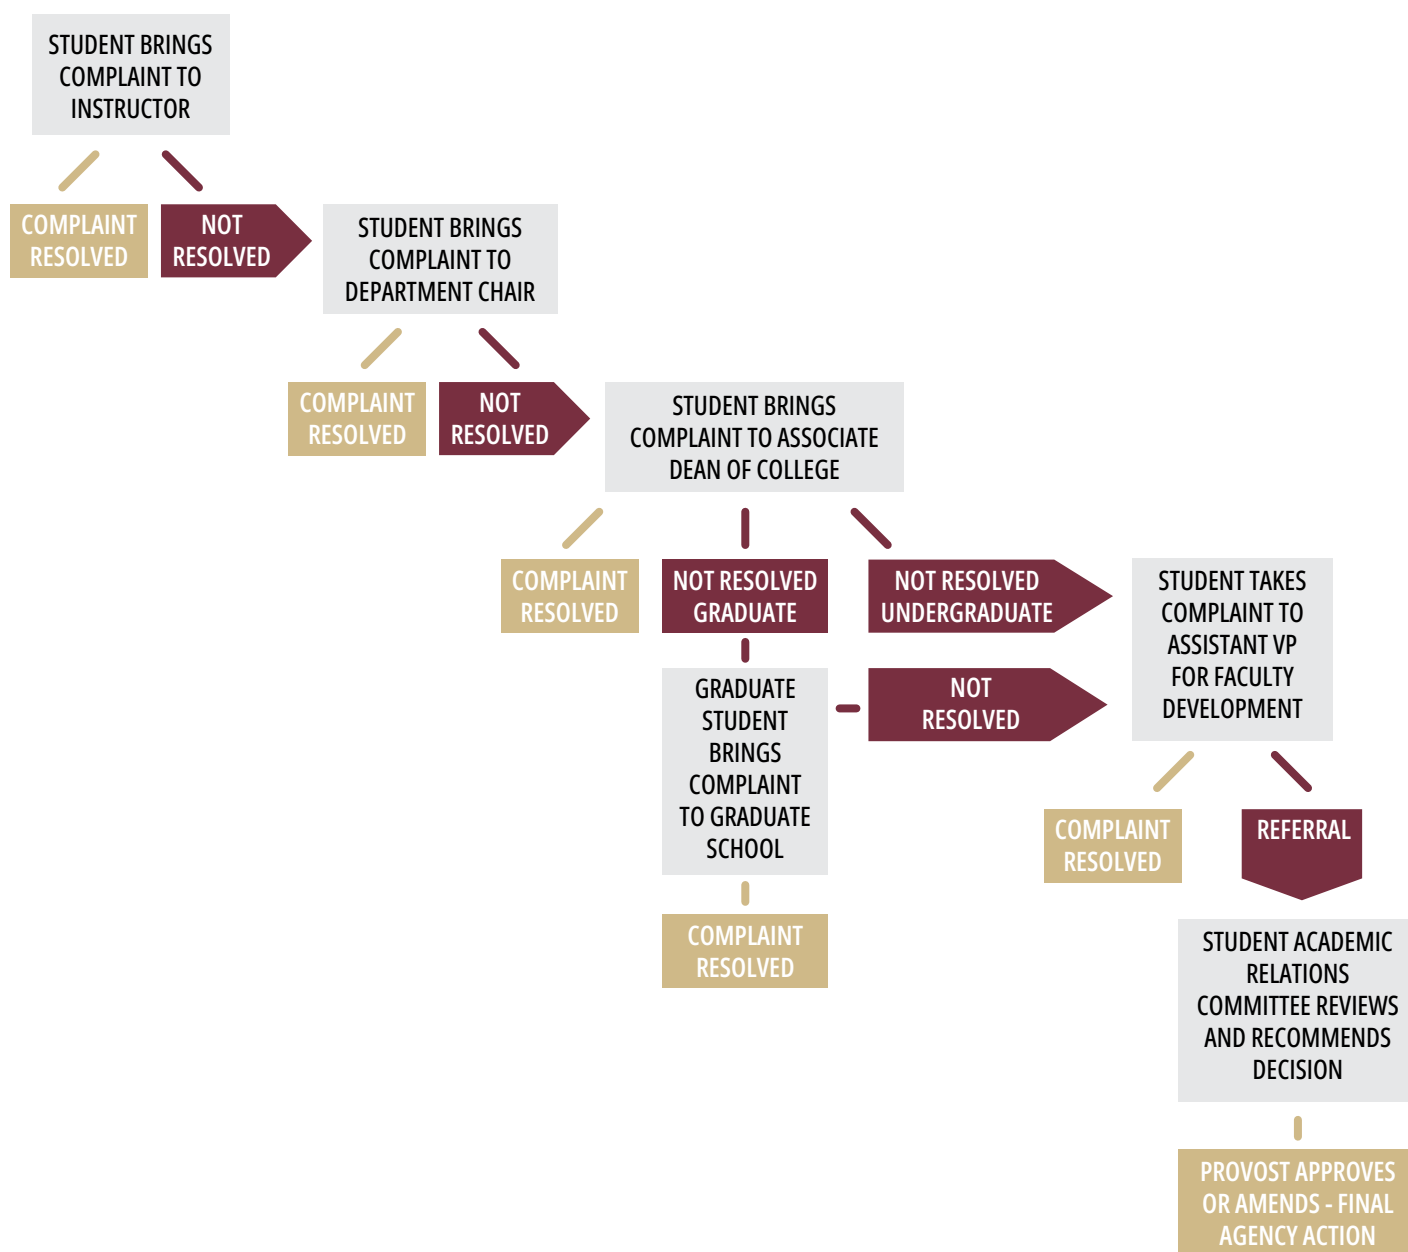 STUDENT BRINGS
COMPLAINT TO
INSTRUCTOR
COMPLAINT
RESOLVED
NOT
RESOLVED
STUDENT BRINGS
COMPLAINT TO
DEPARTMENT CHAIR
COMPLAINT
RESOLVED
NOT
RESOLVED
STUDENT BRINGS
COMPLAINT TO ASSOCIATE
DEAN OF COLLEGE
COMPLAINT
RESOLVED
NOT RESOLVED
GRADUATE
NOT RESOLVED
UNDERGRADUATE
STUDENT TAKES
COMPLAINT TO
ASSISTANT VP
FOR FACULTY
DEVELOPMENT
GRADUATE
STUDENT
BRINGS
COMPLAINT
TO GRADUATE
SCHOOL
NOT
RESOLVED
COMPLAINT
RESOLVED
COMPLAINT
RESOLVED
REFERRAL
STUDENT ACADEMIC
RELATIONS
COMMITTEE REVIEWS
AND RECOMMENDS
DECISION
PROVOST APPROVES
OR AMENDS - FINAL
AGENCY ACTION